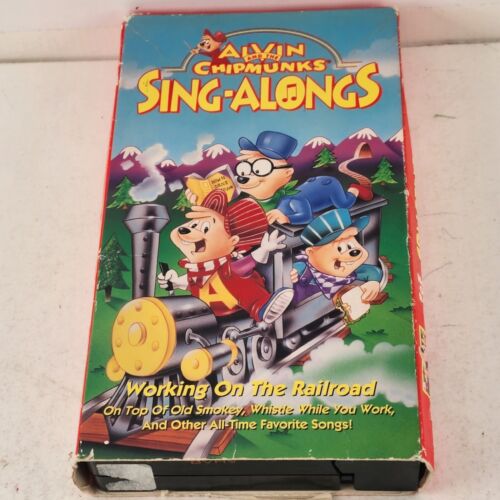 ALVIN
AND THE
CHIPMUNKS
SING-ALONGS
A
Working On The Railroad
On Top Of Old Smokey, Whistle While You Work,
And Other All-Time Favorite Songs!